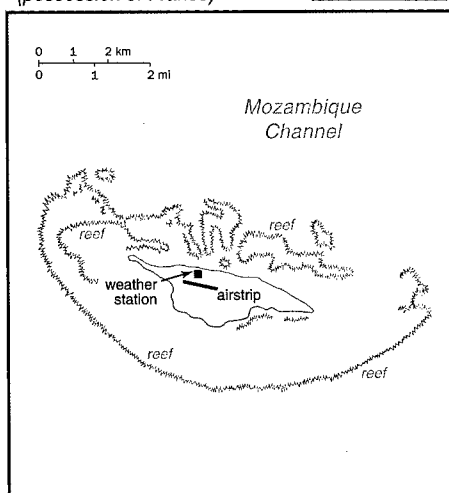 (possession of France)
0 1 2 km
0 1 2 mi
Mozambique
Channel
reef
reef
weather
station
airstrip
reef
reef